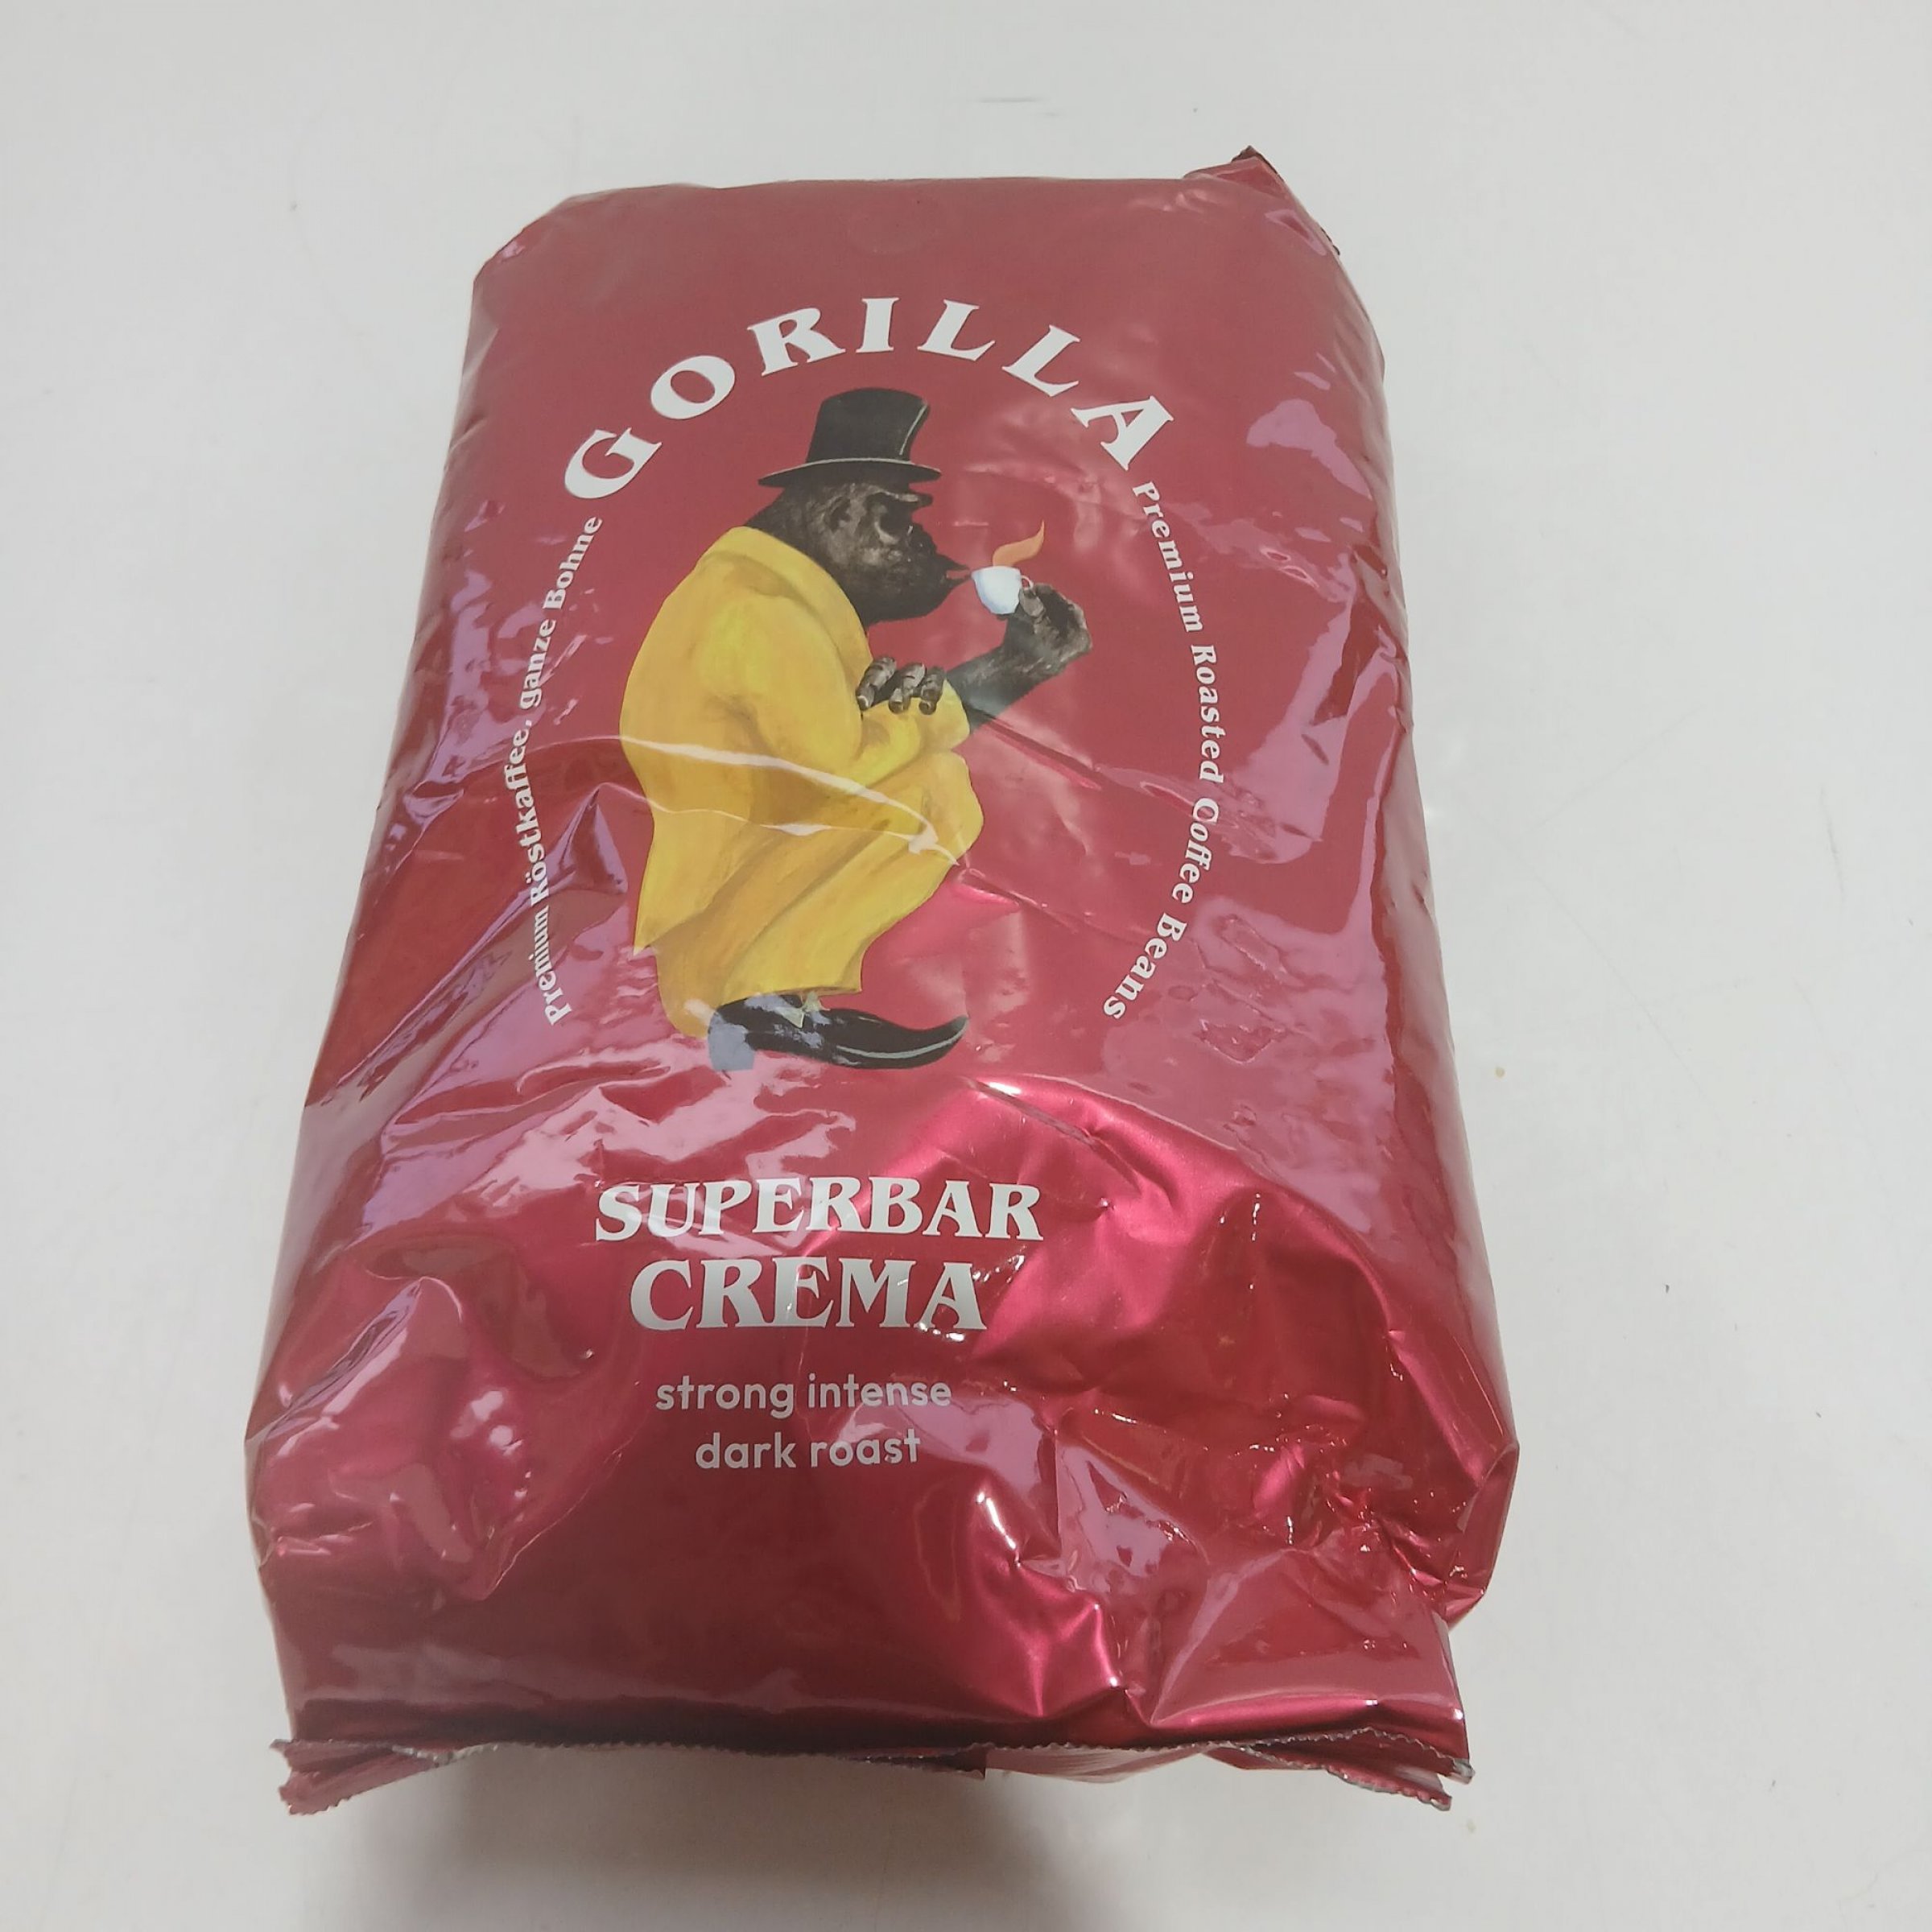 GORILLA
Premium Röstkaffee, ganze Bohne
Premium Roasted Coffee Beans
SUPERBAR
CREMA
strong intense
dark roast